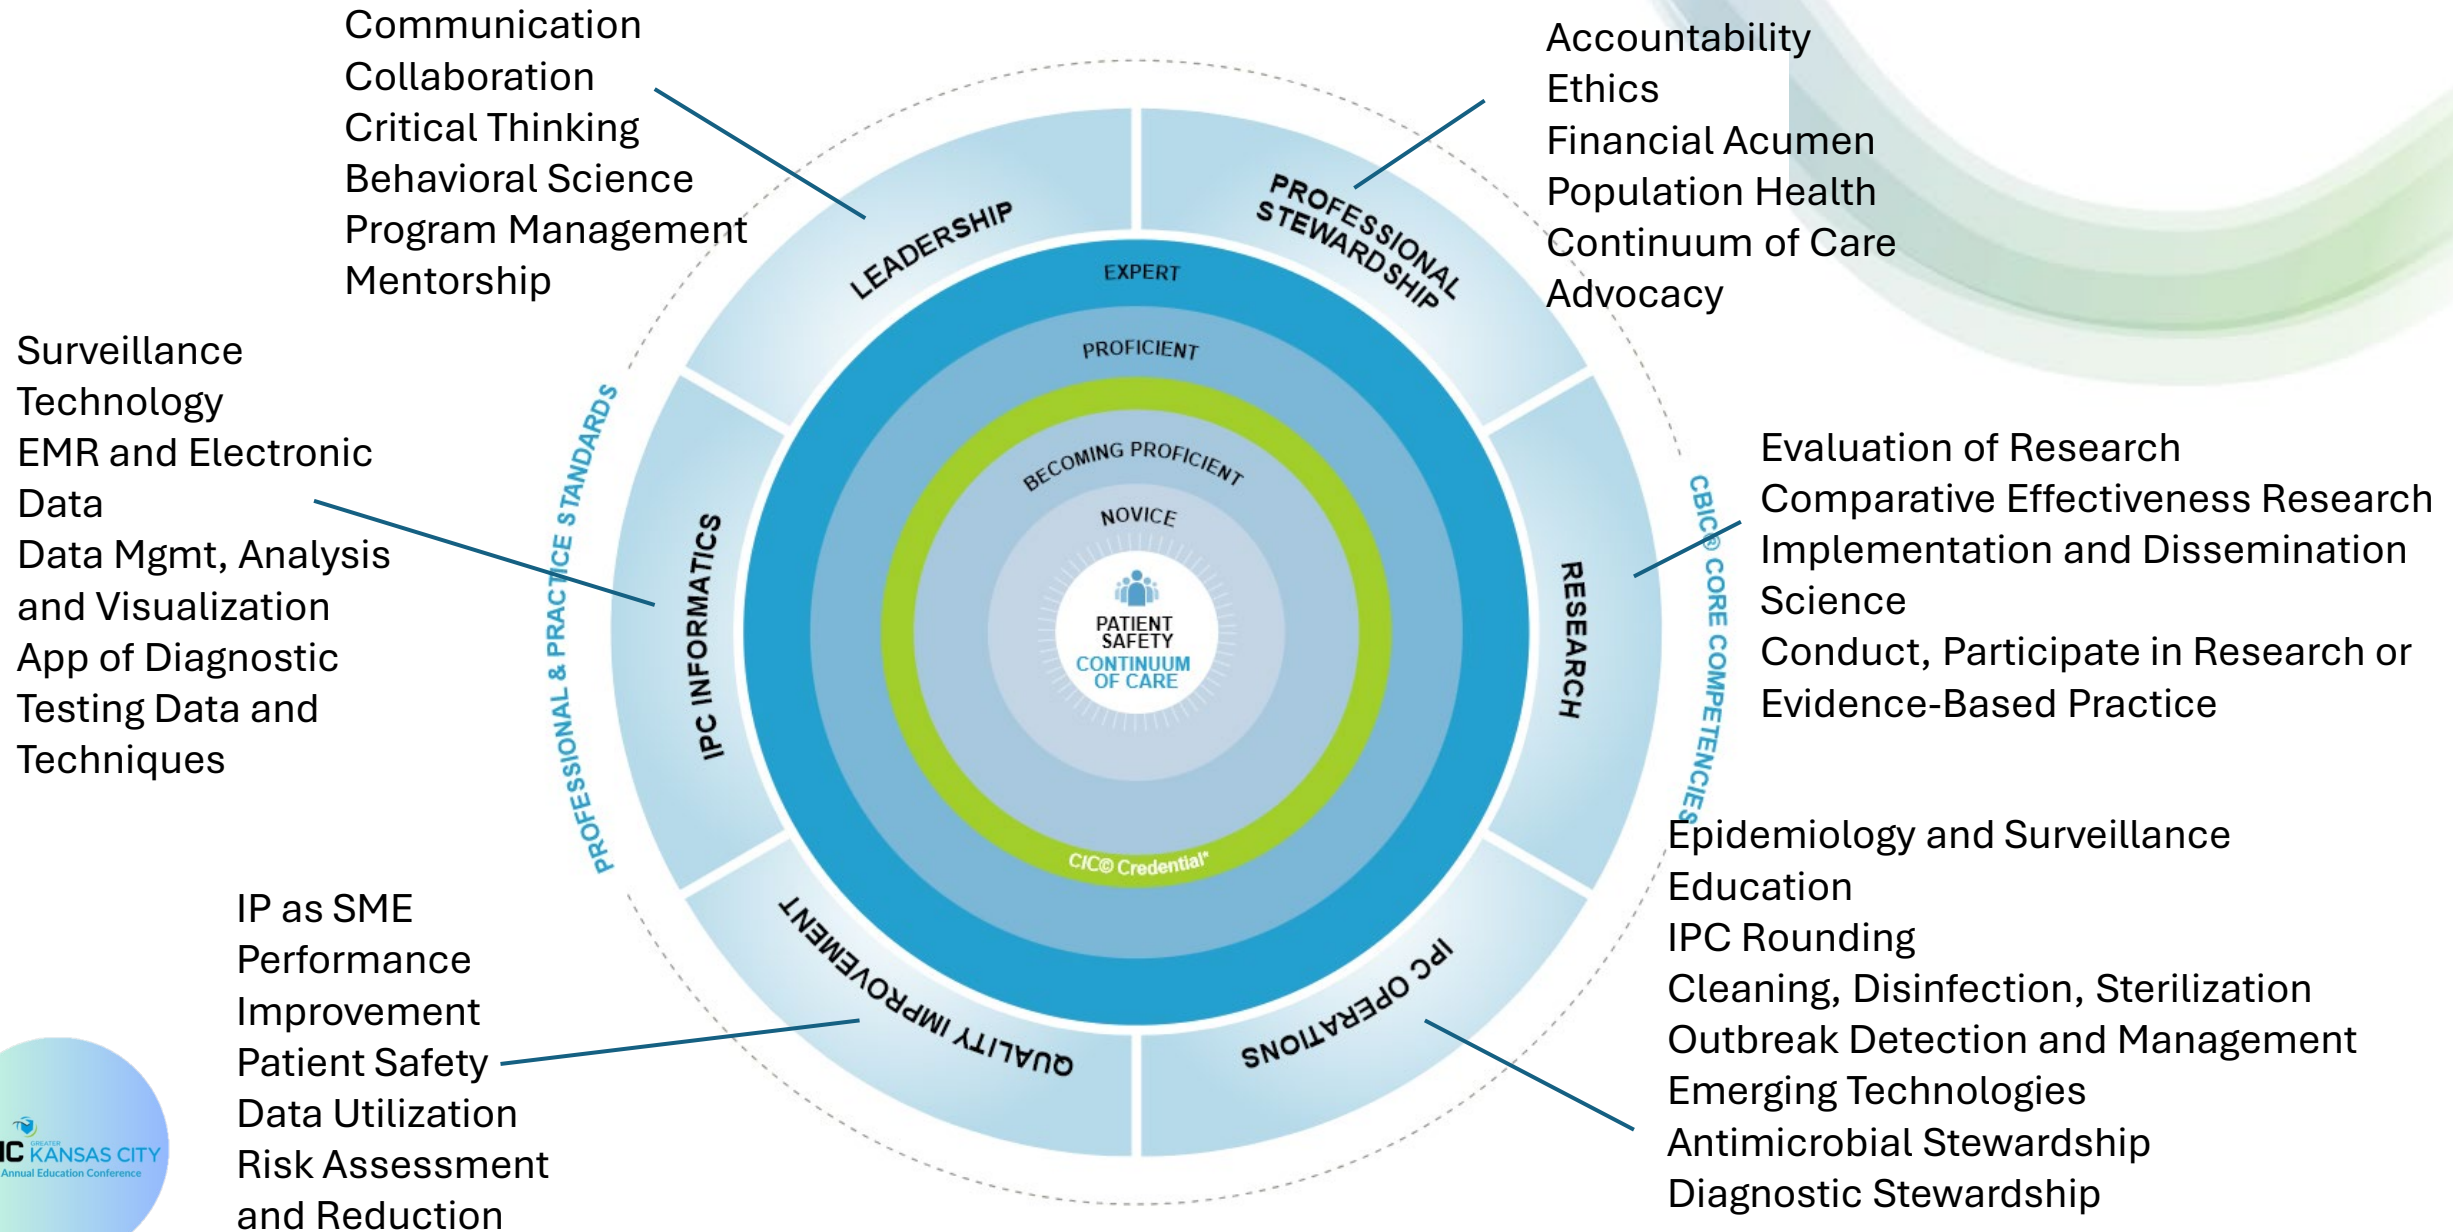 Communication
Collaboration
Critical Thinking
Behavioral Science
Program Management
Mentorship
Accountability
Ethics
Financial Acumen
Population Health
Continuum of Care
Advocacy
Surveillance
Technology
EMR and Electronic
Data
Data Mgmt, Analysis
and Visualization
App of Diagnostic
Testing Data and
Techniques
Evaluation of Research
Comparative Effectiveness Research
Implementation and Dissemination
Science
Conduct, Participate in Research or
Evidence-Based Practice
IP as SME
Performance
Improvement
Patient Safety
Data Utilization
Risk Assessment
and Reduction
Epidemiology and Surveillance
Education
IPC Rounding
Cleaning, Disinfection, Sterilization
Outbreak Detection and Management
Emerging Technologies
Antimicrobial Stewardship
Diagnostic Stewardship
LEADERSHIP
PROFESSIONAL
STEWARDSHIP
RESEARCH
IPC OPERATIONS
QUALITY IMPROVEMENT
IPC INFORMATICS
PROFESSIONAL & PRACTICE STANDARDS
CBIC® CORE COMPETENCIES
EXPERT
PROFICIENT
BECOMING PROFICIENT
NOVICE
PATIENT
SAFETY
CONTINUUM
OF CARE
CIC© Credential*
GREATER
IC KANSAS CITY
Annual Education Conference